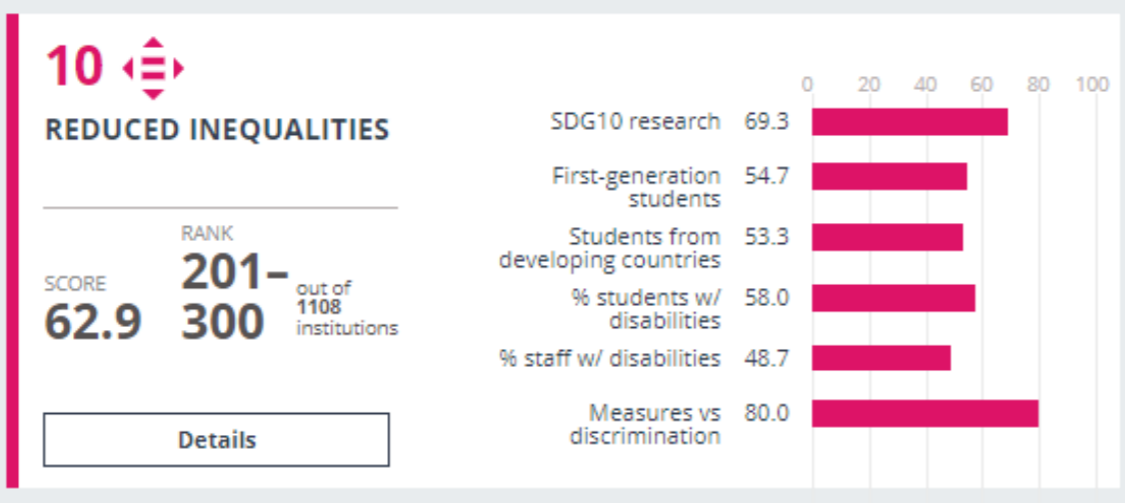 10
REDUCED INEQUALITIES
SCORE
62.9
RANK
201–
300
out of
1108
institutions
Details
0 20 40 60 80 100
SDG10 research 69.3
First-generation 54.7
students
Students from 53.3
developing countries
% students w/ 58.0
disabilities
% staff w/ disabilities 48.7
Measures vs 80.0
discrimination